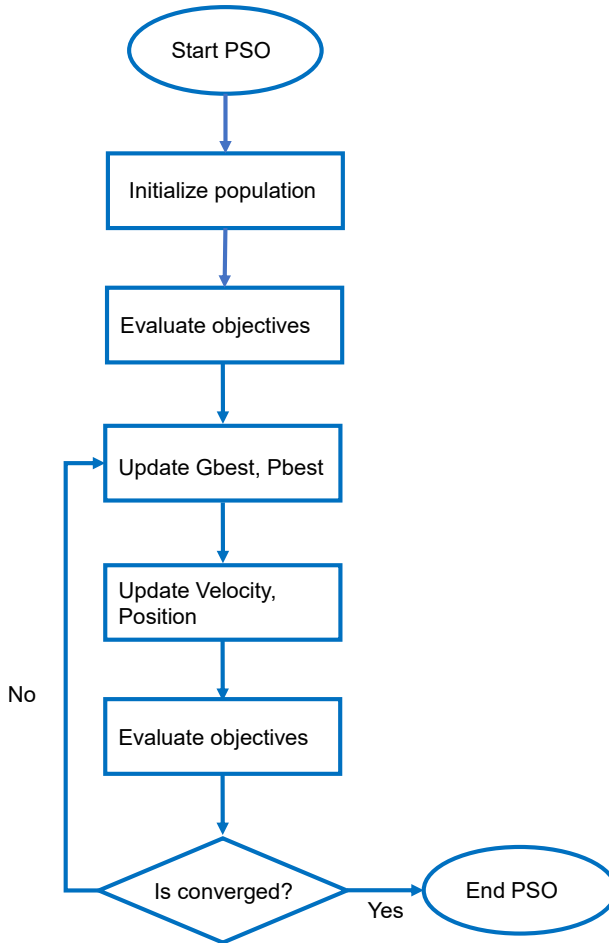 Start PSO
Initialize population
Evaluate objectives
Update Gbest, Pbest
Update Velocity,
Position
No
Evaluate objectives
Is converged?
Yes
End PSO